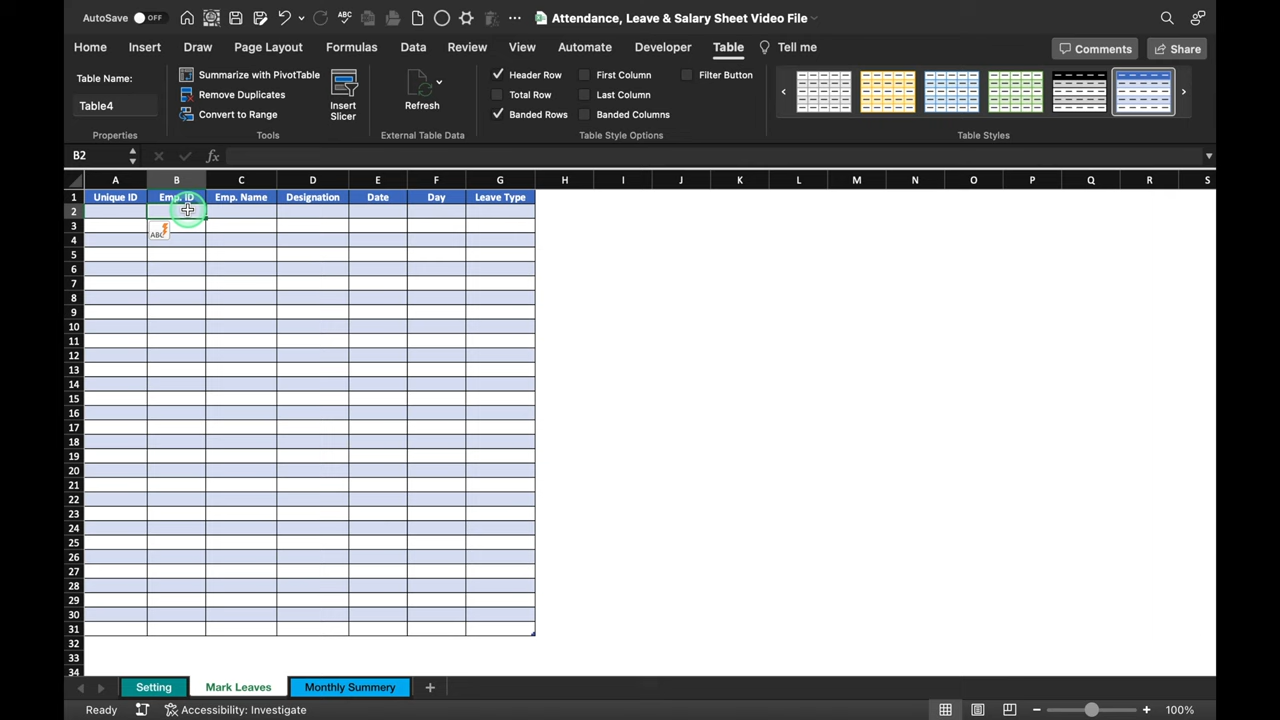 AutoSave OFF ABC Attendance, Leave & Salary Sheet Video File
Home Insert Draw Page Layout Formulas Data Review View Automate Developer Table Tell me Comments Share
Table Name:
Table4
Properties
Summarize with PivotTable
Remove Duplicates
Convert to Range
Insert
Slicer
Tools
Refresh
External Table Data
Header Row First Column Filter Button
Total Row Last Column
Banded Rows Banded Columns
Table Style Options
Table Styles
B2 fx
A B C D E F G H I J K L M N O P Q R S
1 Unique ID Emp. ID Emp. Name Designation Date Day Leave Type
2
3 ABC
4
5
6
7
8
9
10
11
12
13
14
15
16
17
18
19
20
21
22
23
24
25
26
27
28
29
30
31
32
33
34
Setting Mark Leaves Monthly Summery
Ready Accessibility: Investigate 100%